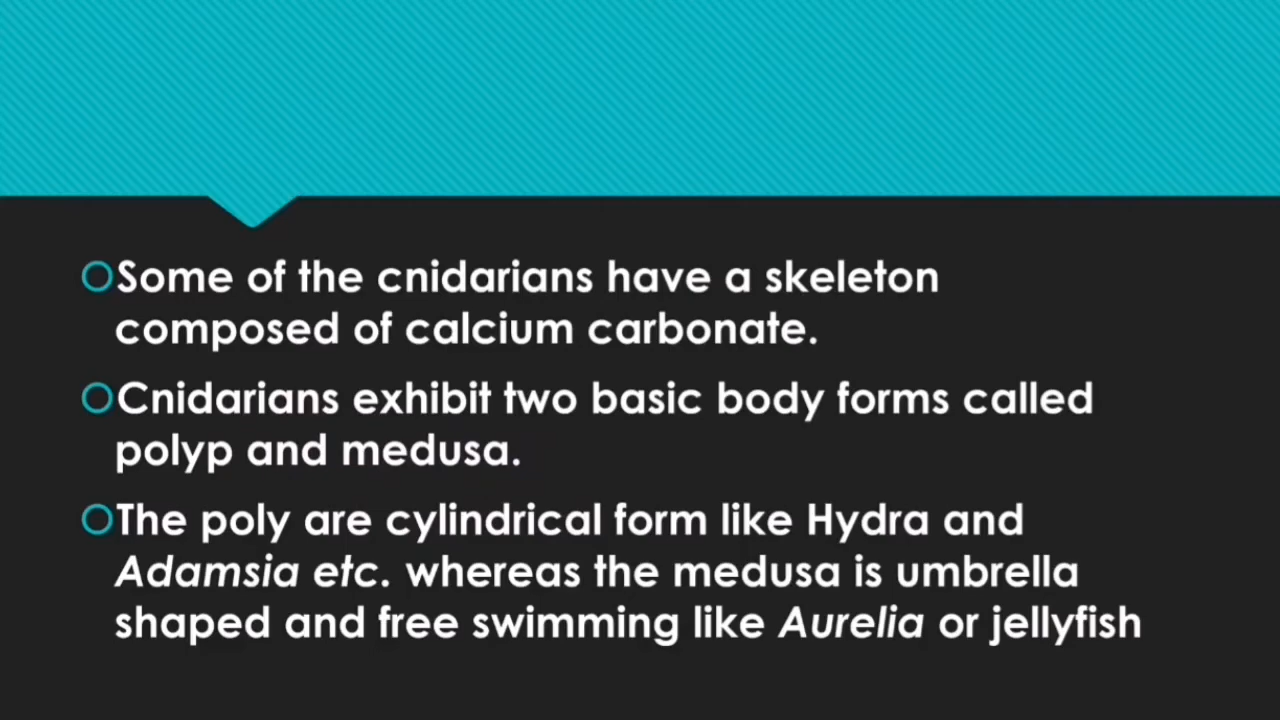 Some of the cnidarians have a skeleton
composed of calcium carbonate.
Cnidarians exhibit two basic body forms called
polyp and medusa.
The poly are cylindrical form like Hydra and
Adamsia etc. whereas the medusa is umbrella
shaped and free swimming like Aurelia or jellyfish